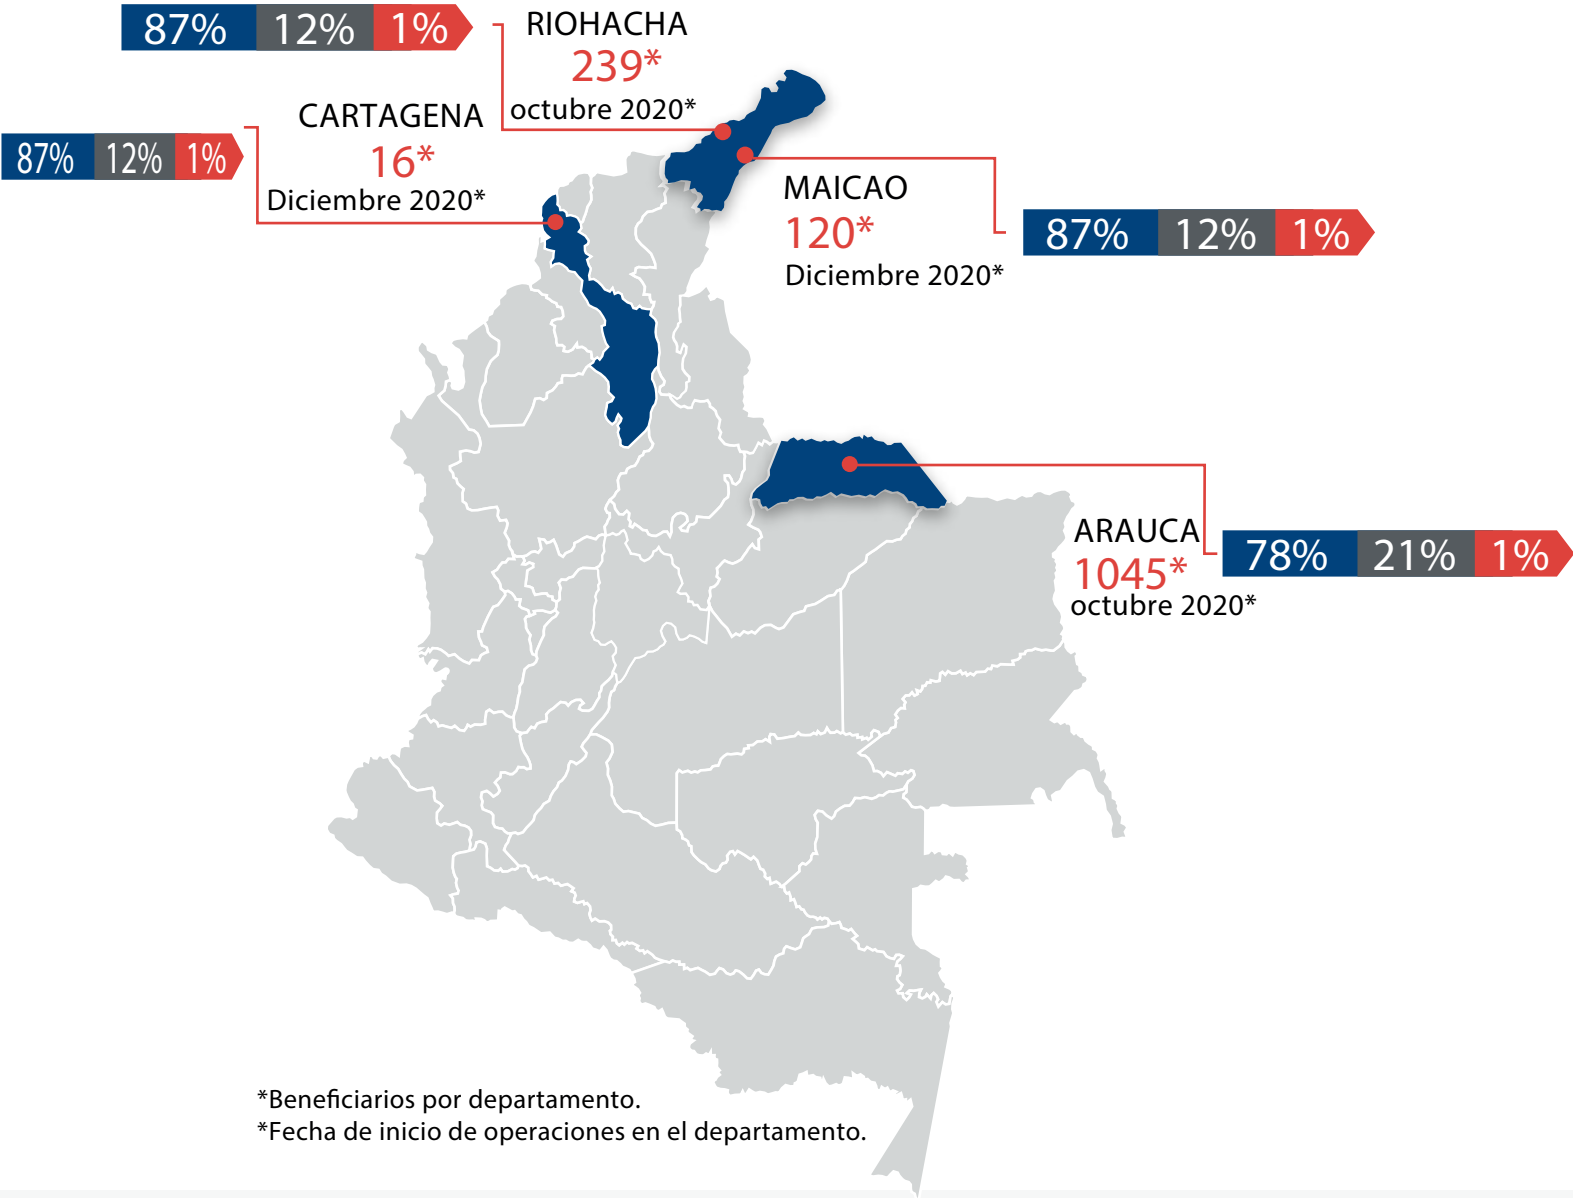 87% 12% 1%
RIOHACHA
239*
octubre 2020*
CARTAGENA
16*
Diciembre 2020*
87% 12% 1%
MAICAO
120*
Diciembre 2020*
87% 12% 1%
ARAUCA
1045*
octubre 2020*
78% 21% 1%
*Beneficiarios por departamento.
*Fecha de inicio de operaciones en el departamento.